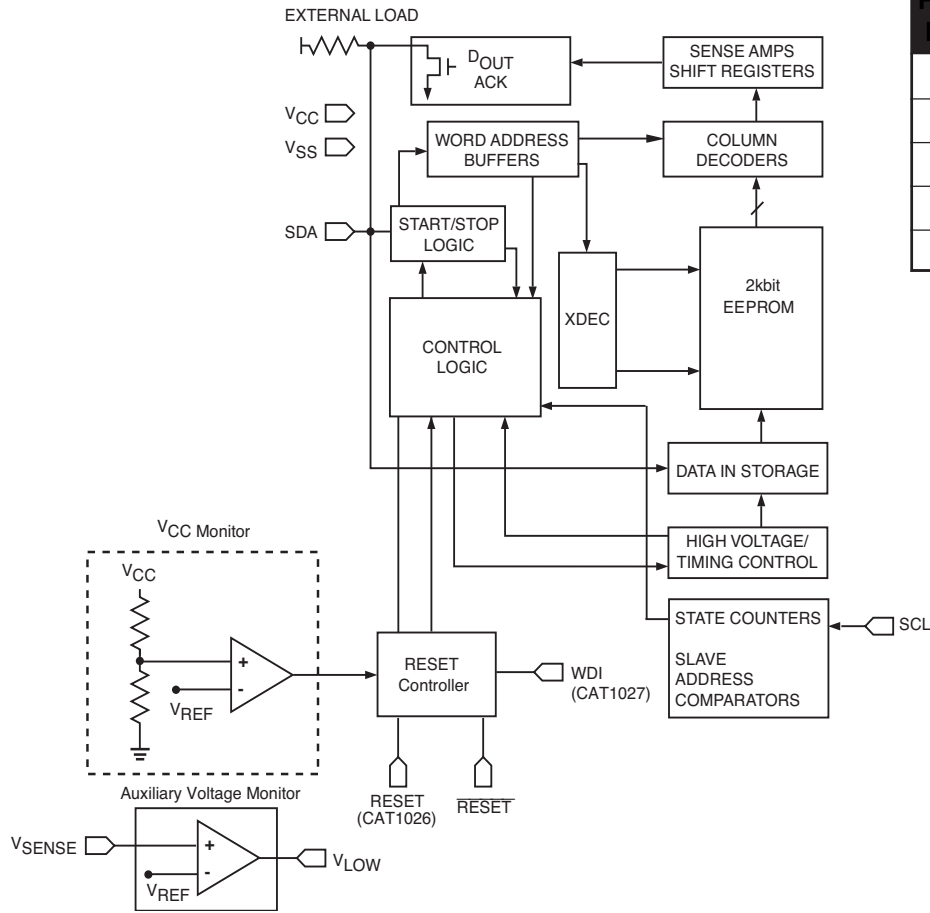 EXTERNAL LOAD
DOUT
ACK
SENSE AMPS
SHIFT REGISTERS
VCC
VSS
WORD ADDRESS
BUFFERS
COLUMN
DECODERS
SDA
START/STOP
LOGIC
XDEC
2kbit
EEPROM
CONTROL
LOGIC
DATA IN STORAGE
HIGH VOLTAGE/
TIMING CONTROL
VCC Monitor
VCC
+
-
VREF
RESET
Controller
WDI
(CAT1027)
STATE COUNTERS
SLAVE
ADDRESS
COMPARATORS
SCL
RESET
(CAT1026)
RESET
Auxiliary Voltage Monitor
VSENSE
+
-
VREF
VLOW